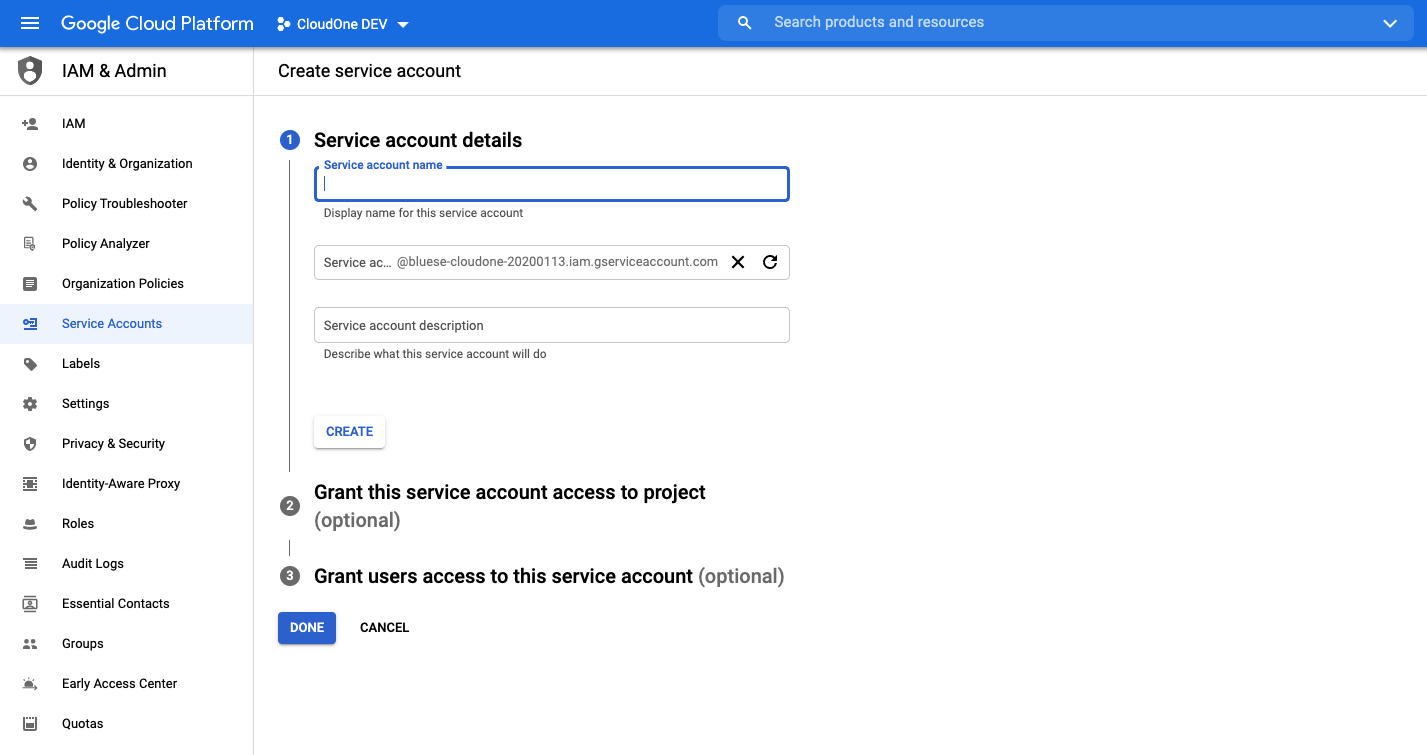 Google Cloud Platform
CloudOne DEV
Search products and resources
IAM & Admin
Create service account
IAM
Identity & Organization
Policy Troubleshooter
Policy Analyzer
Organization Policies
Service Accounts
Labels
Settings
Privacy & Security
Identity-Aware Proxy
Roles
Audit Logs
Essential Contacts
Groups
Early Access Center
Quotas
1 Service account details
Service account name
Display name for this service account
Service ac... @bluese-cloudone-20200113.iam.gserviceaccount.com
Service account description
Describe what this service account will do
CREATE
2 Grant this service account access to project
(optional)
3 Grant users access to this service account (optional)
DONE CANCEL